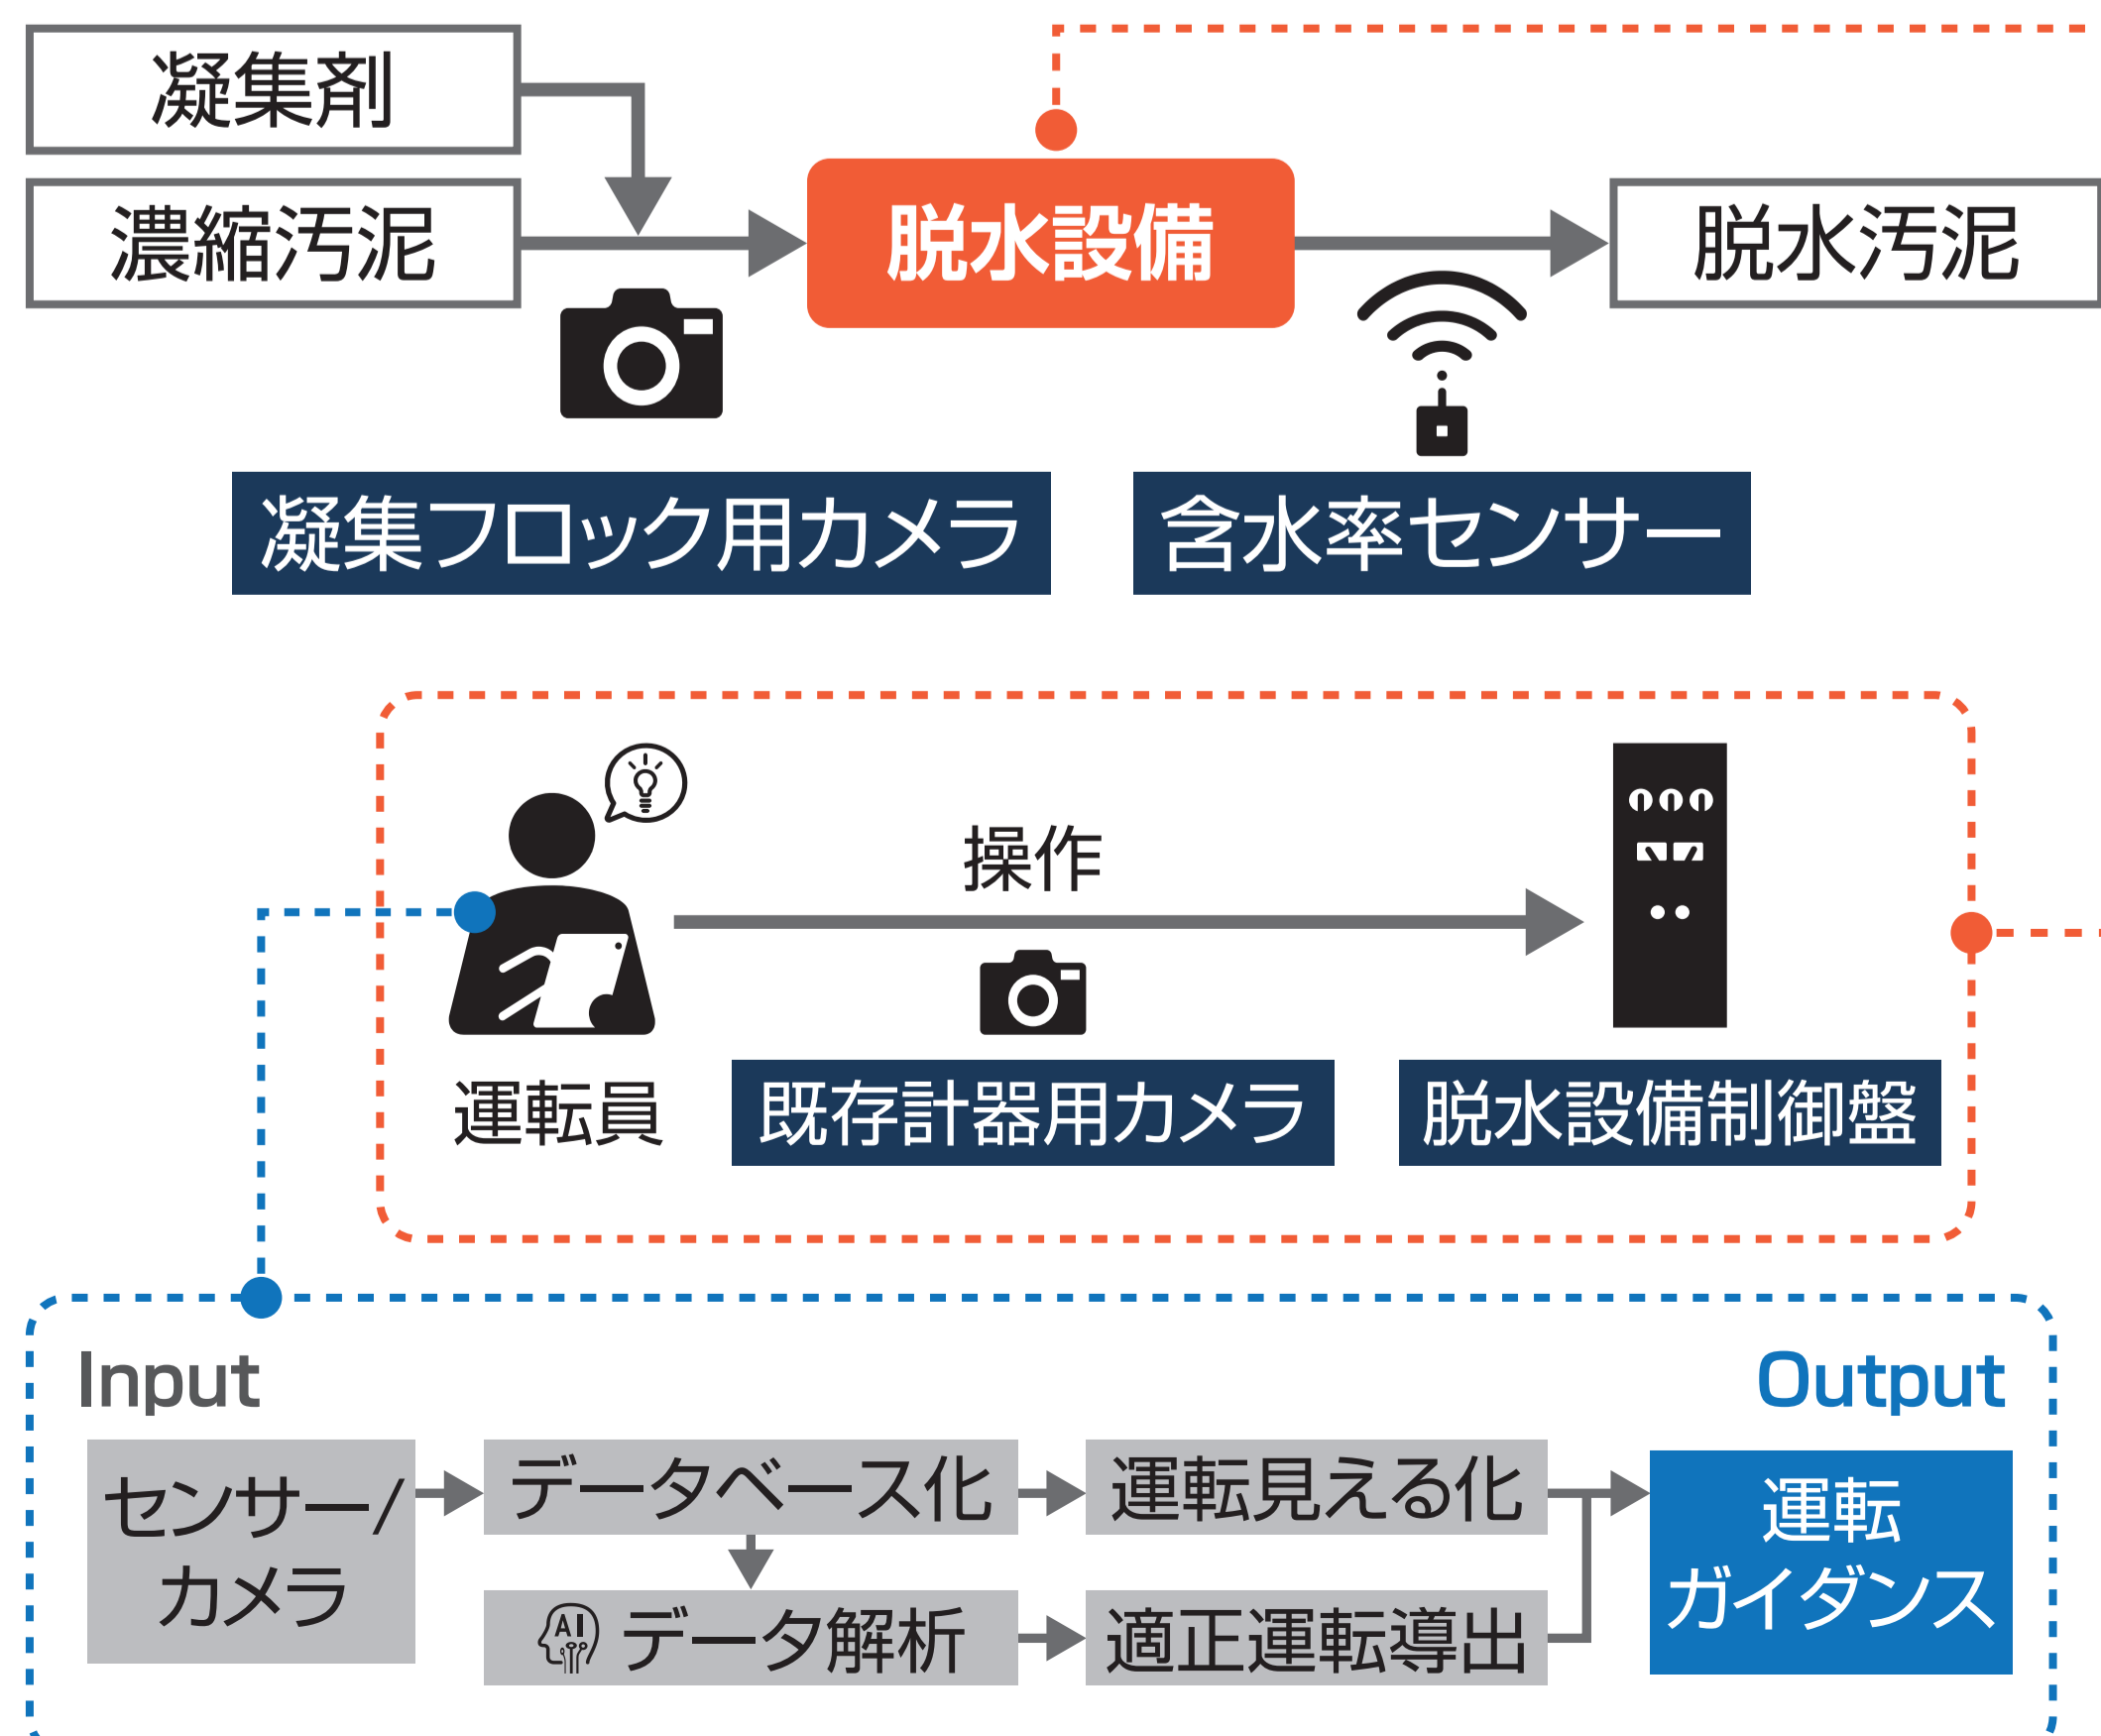 凝集剤
濃縮汚泥
脱水設備
脱水汚泥
凝集フロック用カメラ
含水率センサー
操作
運転員
既存計器用カメラ
脱水設備制御盤
Input
Output
センサー/
カメラ
データベース化
運転見える化
AI
データ解析
適正運転導出
運転
ガイダンス